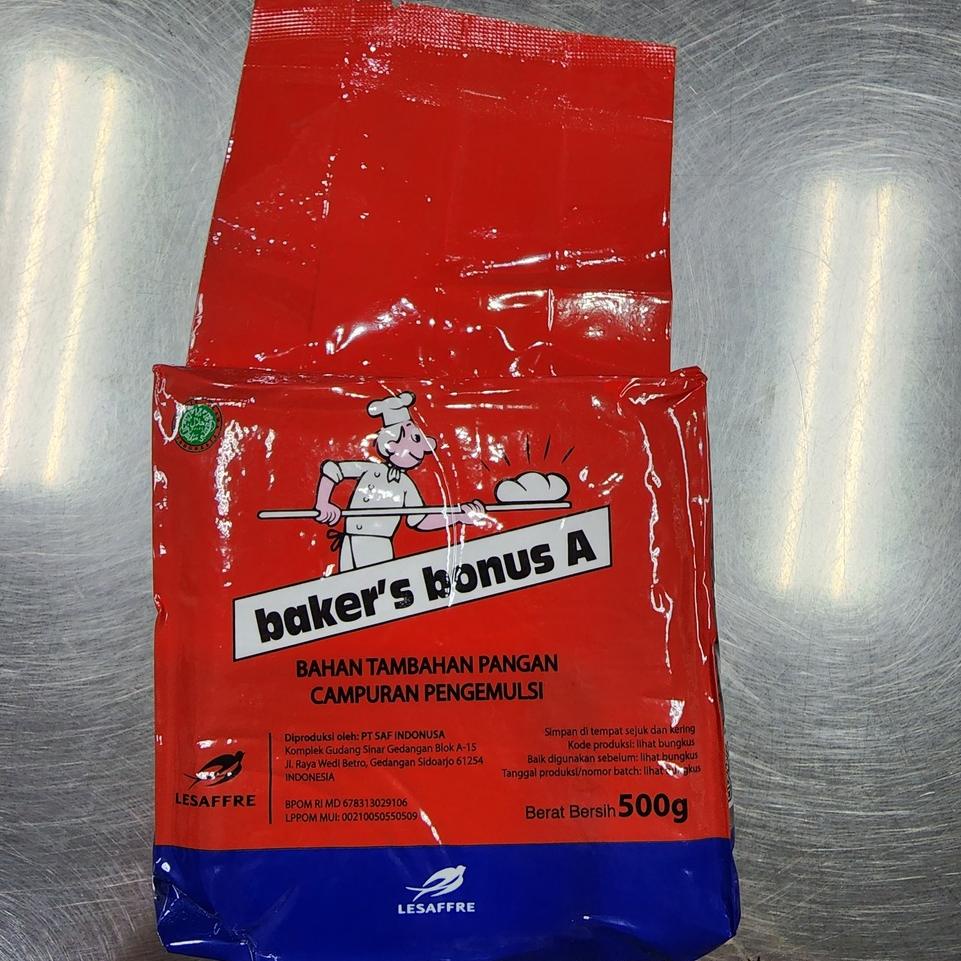 baker's bonus A
BAHAN TAMBAHAN PANGAN
CAMPURAN PENGEMULSI
LESAFFRE
Diproduksi oleh: PT SAF INDONUSA
Komplek Gudang Sinar Gedangan Blok A-15
Jl. Raya Wedi Betro, Gedangan Sidoarjo 61254
INDONESIA
BPOM RI MD 678313029106
LPPOM MUI: 00210050550509
Simpan di tempat sejuk dan kering
Kode produksi: lihat bungkus
Baik digunakan sebelum: lihat bungkus
Tanggal produksi/nomor batch: lihat bungkus
Berat Bersih 500g
LESAFFRE